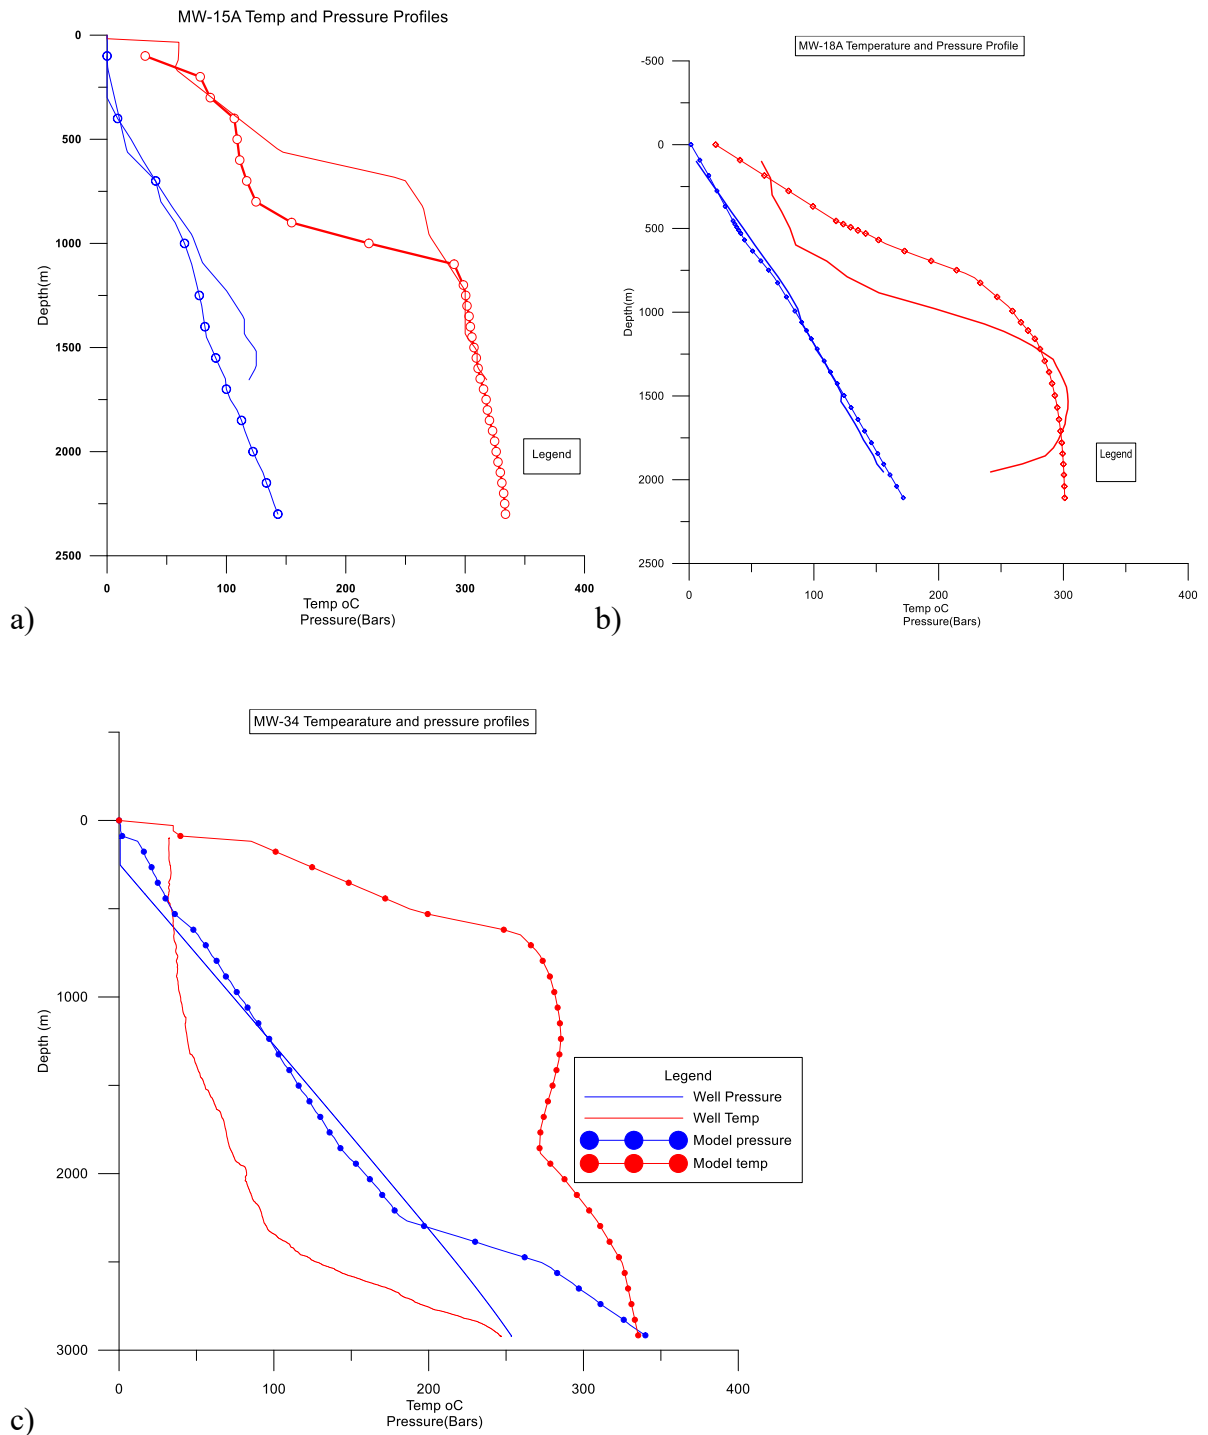 MW-15A Temp and Pressure Profiles
0
500
1000
1500
2000
2500
Depth(m)
0
100
200
300
400
Temp oC
Pressure(Bars)
Legend
a)
MW-18A Temperature and Pressure Profile
-500
0
500
1000
1500
2000
2500
Depth(m)
0
100
200
300
400
Temp oC
Pressure(Bars)
Legend
b)
MW-34 Tempearature and pressure profiles
0
1000
2000
3000
Depth (m)
0
100
200
300
400
Temp oC
Pressure(Bars)
Legend
Well Pressure
Well Temp
Model pressure
Model temp
c)